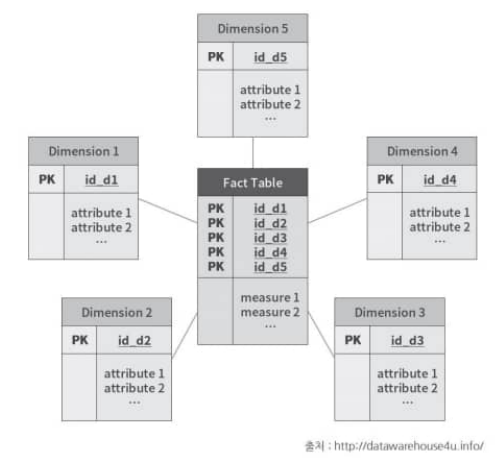 Dimension 5
PK id_d5
attribute 1
attribute 2
...
Dimension 1
PK id_d1
attribute 1
attribute 2
...
Dimension 4
PK id_d4
attribute 1
attribute 2
...
Fact Table
PK id_d1
PK id_d2
PK id_d3
PK id_d4
PK id_d5
measure 1
measure 2
...
Dimension 2
PK id_d2
attribute 1
attribute 2
...
Dimension 3
PK id_d3
attribute 1
attribute 2
...
출처 : http://datawarehouse4u.info/